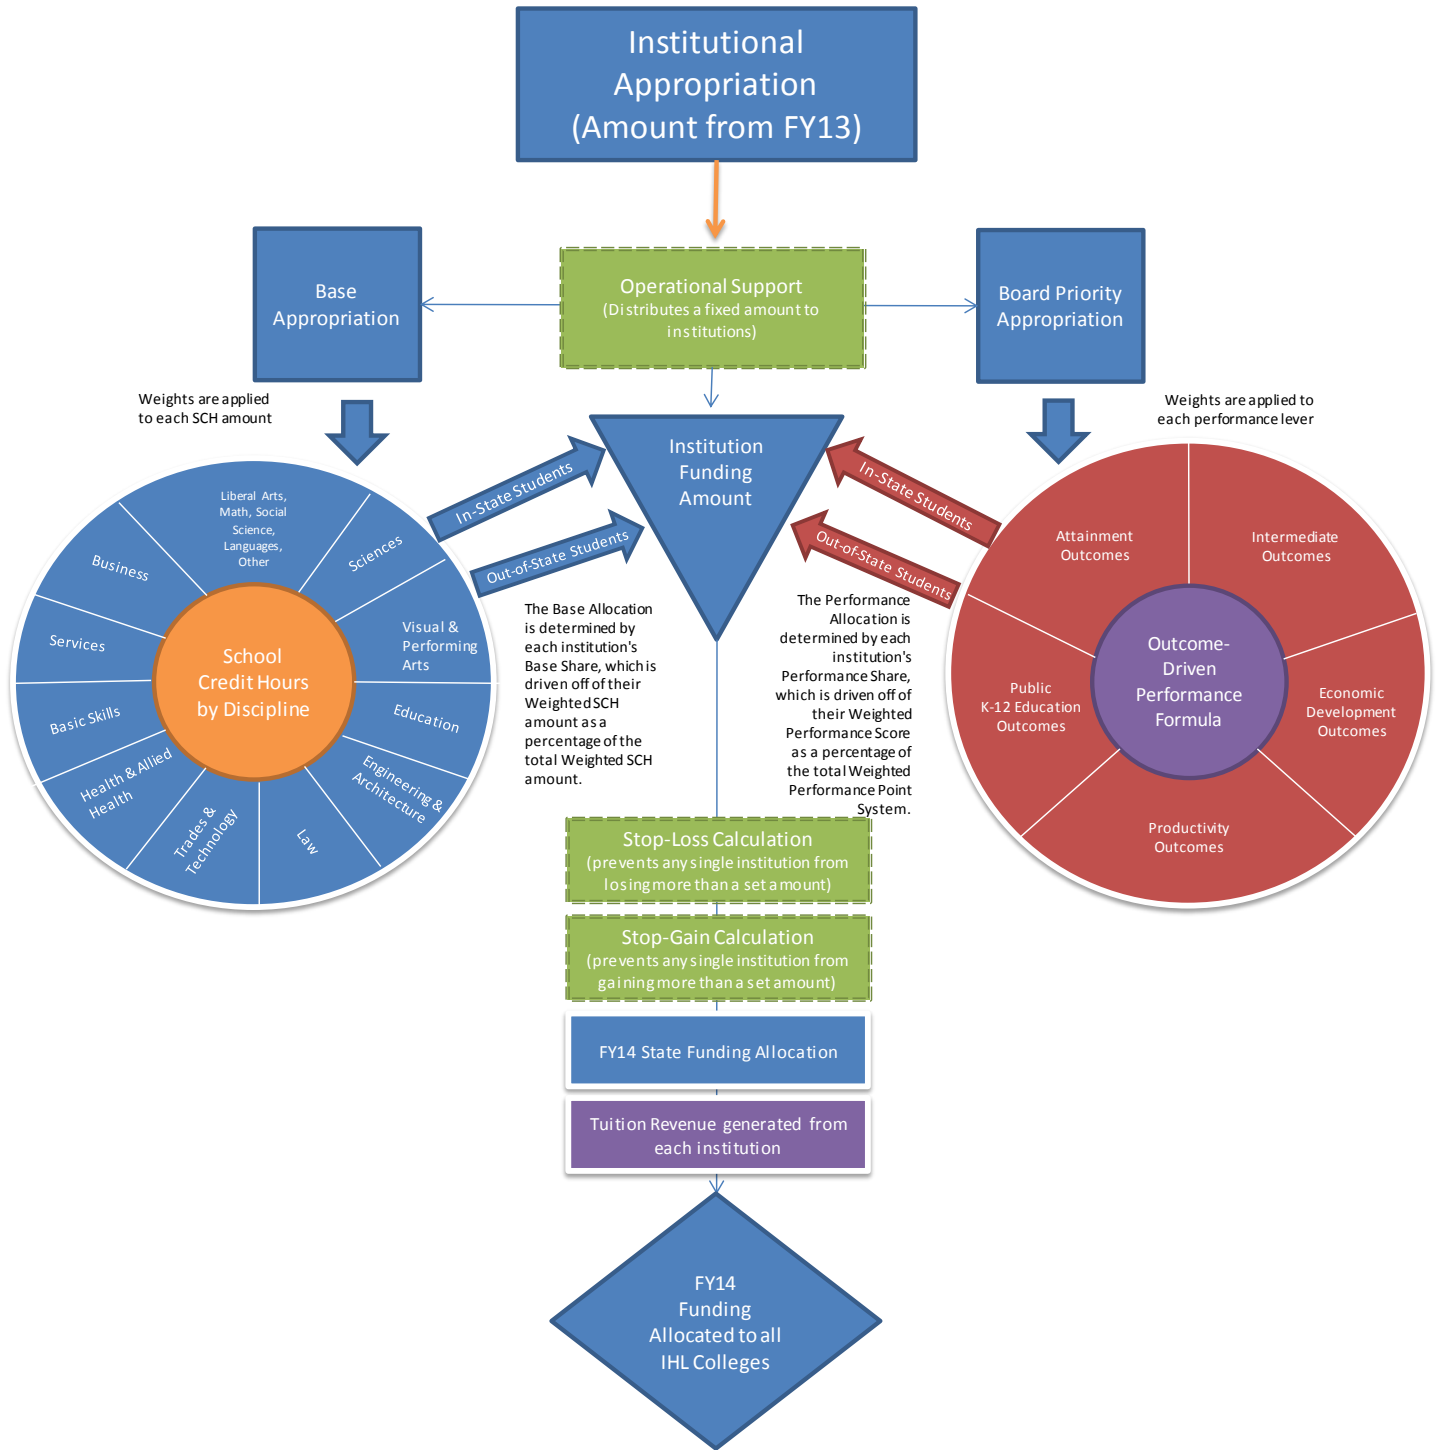 Institutional
Appropriation
(Amount from FY13)
Base
Appropriation
Operational Support
(Distributes a fixed amount to
institutions)
Board Priority
Appropriation
Weights are applied
to each SCH amount
Weights are applied to
each performance lever
Institution
Funding
Amount
In-State Students
Out-of-State Students
In-State Students
Out-of-State Students
Liberal Arts,
Math, Social
Science,
Languages,
Other
Sciences
Visual &
Performing
Arts
Education
Engineering &
Architecture
Law
Trades &
Technology
Health & Allied
Health
Basic Skills
Services
Business
School
Credit Hours
by Discipline
The Base Allocation
is determined by
each institution's
Base Share, which is
driven off of their
Weighted SCH
amount as a
percentage of the
total Weighted SCH
amount.
The Performance
Allocation is
determined by each
institution's
Performance Share,
which is driven off of
their Weighted
Performance Score
as a percentage of
the total Weighted
Performance Point
System.
Attainment
Outcomes
Intermediate
Outcomes
Economic
Development
Outcomes
Productivity
Outcomes
Public
K-12 Education
Outcomes
Outcome-
Driven
Performance
Formula
Stop-Loss Calculation
(prevents any single institution from
losing more than a set amount)
Stop-Gain Calculation
(prevents any single institution from
gaining more than a set amount)
FY14 State Funding Allocation
Tuition Revenue generated from
each institution
FY14
Funding
Allocated to all
IHL Colleges